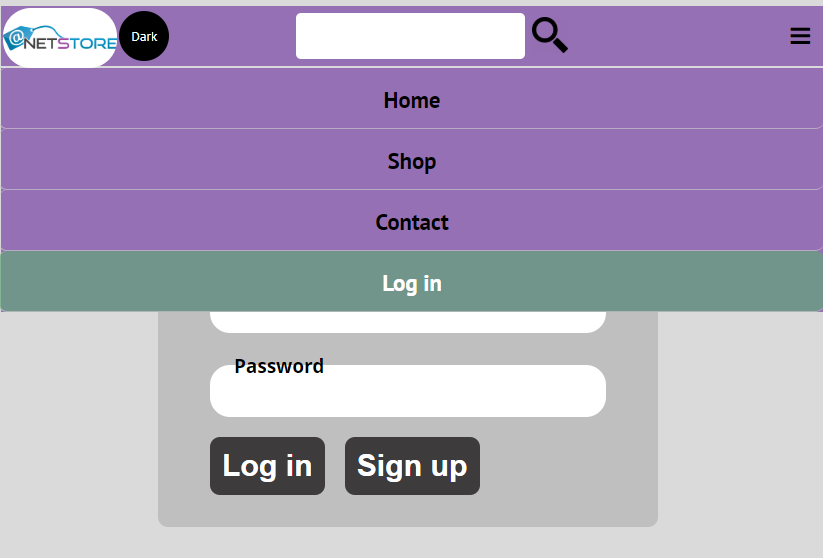 @NETSTORE
Dark
Home
Shop
Contact
Log in
Password
Log in
Sign up